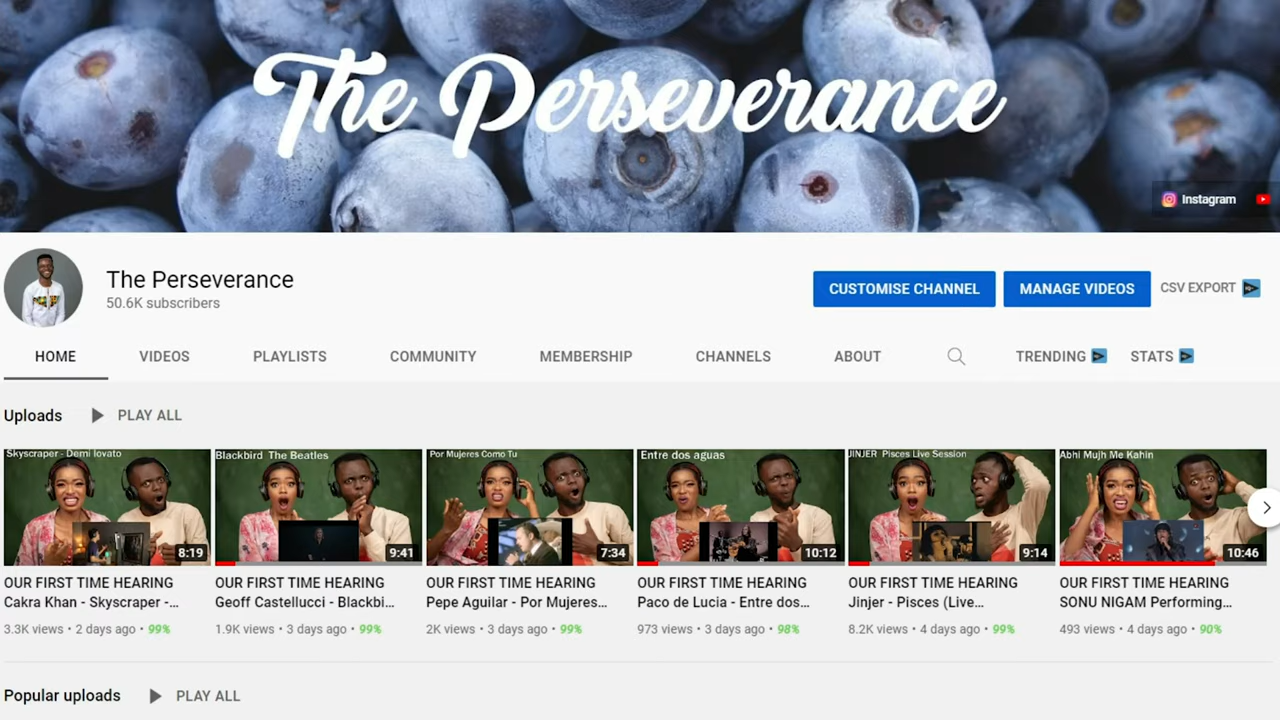 The Perseverance
Instagram
The Perseverance
50.6K subscribers
CUSTOMISE CHANNEL
MANAGE VIDEOS
CSV EXPORT
HOME
VIDEOS
PLAYLISTS
COMMUNITY
MEMBERSHIP
CHANNELS
ABOUT
TRENDING
STATS
Uploads
PLAY ALL
Skyscraper - Demi lovato
8:19
OUR FIRST TIME HEARING
Cakra Khan - Skyscraper -...
3.3K views • 2 days ago • 99%
Blackbird The Beatles
9:41
OUR FIRST TIME HEARING
Geoff Castellucci - Blackbi...
1.9K views • 3 days ago • 99%
Por Mujeres Como Tu
7:34
OUR FIRST TIME HEARING
Pepe Aguilar - Por Mujeres...
2K views • 3 days ago • 99%
Entre dos aguas
10:12
OUR FIRST TIME HEARING
Paco de Lucia - Entre dos...
973 views • 3 days ago • 98%
JINJER Pisces Live Session
9:14
OUR FIRST TIME HEARING
Jinjer - Pisces (Live...
8.2K views • 4 days ago • 99%
Abhi Mujh Me Kahin
10:46
OUR FIRST TIME HEARING
SONU NIGAM Performing...
493 views • 4 days ago • 90%
Popular uploads
PLAY ALL